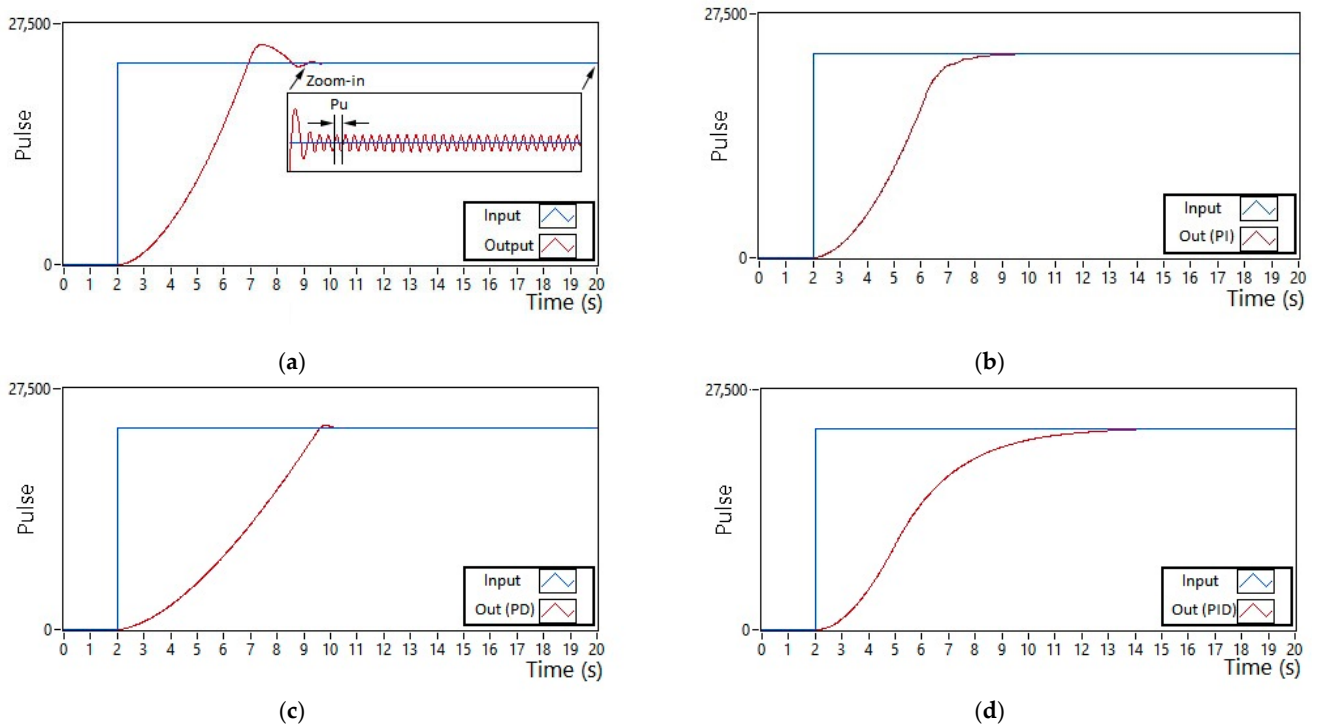 27,500
Pulse
Zoom-in
Pu
Input
Output
0
0 1 2 3 4 5 6 7 8 9 10 11 12 13 14 15 16 17 18 19 20
Time (s)
(a)
27,500
Pulse
Input
Out (PI)
0
0 1 2 3 4 5 6 7 8 9 10 11 12 13 14 15 16 17 18 19 20
Time (s)
(b)
27,500
Pulse
Input
Out (PD)
0
0 1 2 3 4 5 6 7 8 9 10 11 12 13 14 15 16 17 18 19 20
Time (s)
(c)
27,500
Pulse
Input
Out (PID)
0
0 1 2 3 4 5 6 7 8 9 10 11 12 13 14 15 16 17 18 19 20
Time (s)
(d)